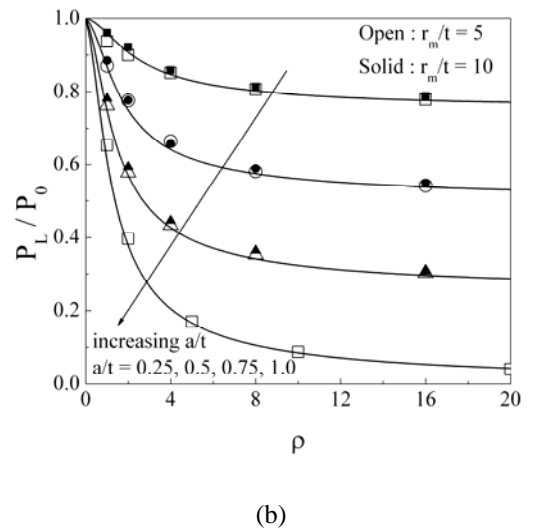 1.0
0.8
0.6
0.4
0.2
0.0
P_L / P_0
Open : r_m/t = 5
Solid : r_m/t = 10
increasing a/t
a/t = 0.25, 0.5, 0.75, 1.0
0 4 8 12 16 20
ρ
(b)